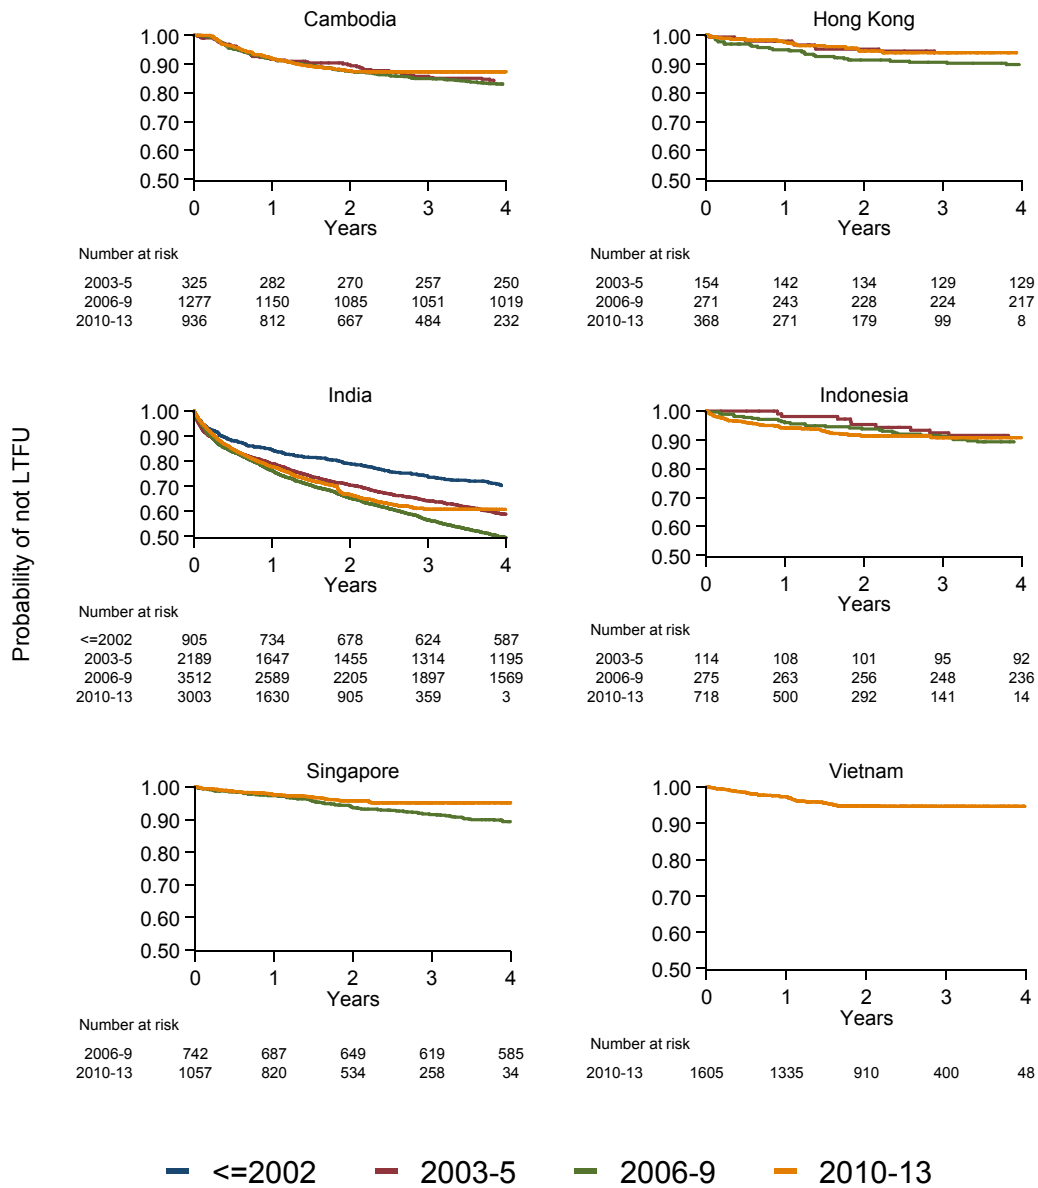 Probability of not LTFU
Cambodia
1.00
0.90
0.80
0.70
0.60
0.50
0 1 2 3 4
Years
Number at risk
2003-5 325 282 270 257 250
2006-9 1277 1150 1085 1051 1019
2010-13 936 812 667 484 232
Hong Kong
1.00
0.90
0.80
0.70
0.60
0.50
0 1 2 3 4
Years
Number at risk
2003-5 154 142 134 129 129
2006-9 271 243 228 224 217
2010-13 368 271 179 99 8
India
1.00
0.90
0.80
0.70
0.60
0.50
0 1 2 3 4
Years
Number at risk
<=2002 905 734 678 624 587
2003-5 2189 1647 1455 1314 1195
2006-9 3512 2589 2205 1897 1569
2010-13 3003 1630 905 359 3
Indonesia
1.00
0.90
0.80
0.70
0.60
0.50
0 1 2 3 4
Years
Number at risk
2003-5 114 108 101 95 92
2006-9 275 263 256 248 236
2010-13 718 500 292 141 14
Singapore
1.00
0.90
0.80
0.70
0.60
0.50
0 1 2 3 4
Years
Number at risk
2006-9 742 687 649 619 585
2010-13 1057 820 534 258 34
Vietnam
1.00
0.90
0.80
0.70
0.60
0.50
0 1 2 3 4
Years
Number at risk
2010-13 1605 1335 910 400 48
<=2002 2003-5 2006-9 2010-13